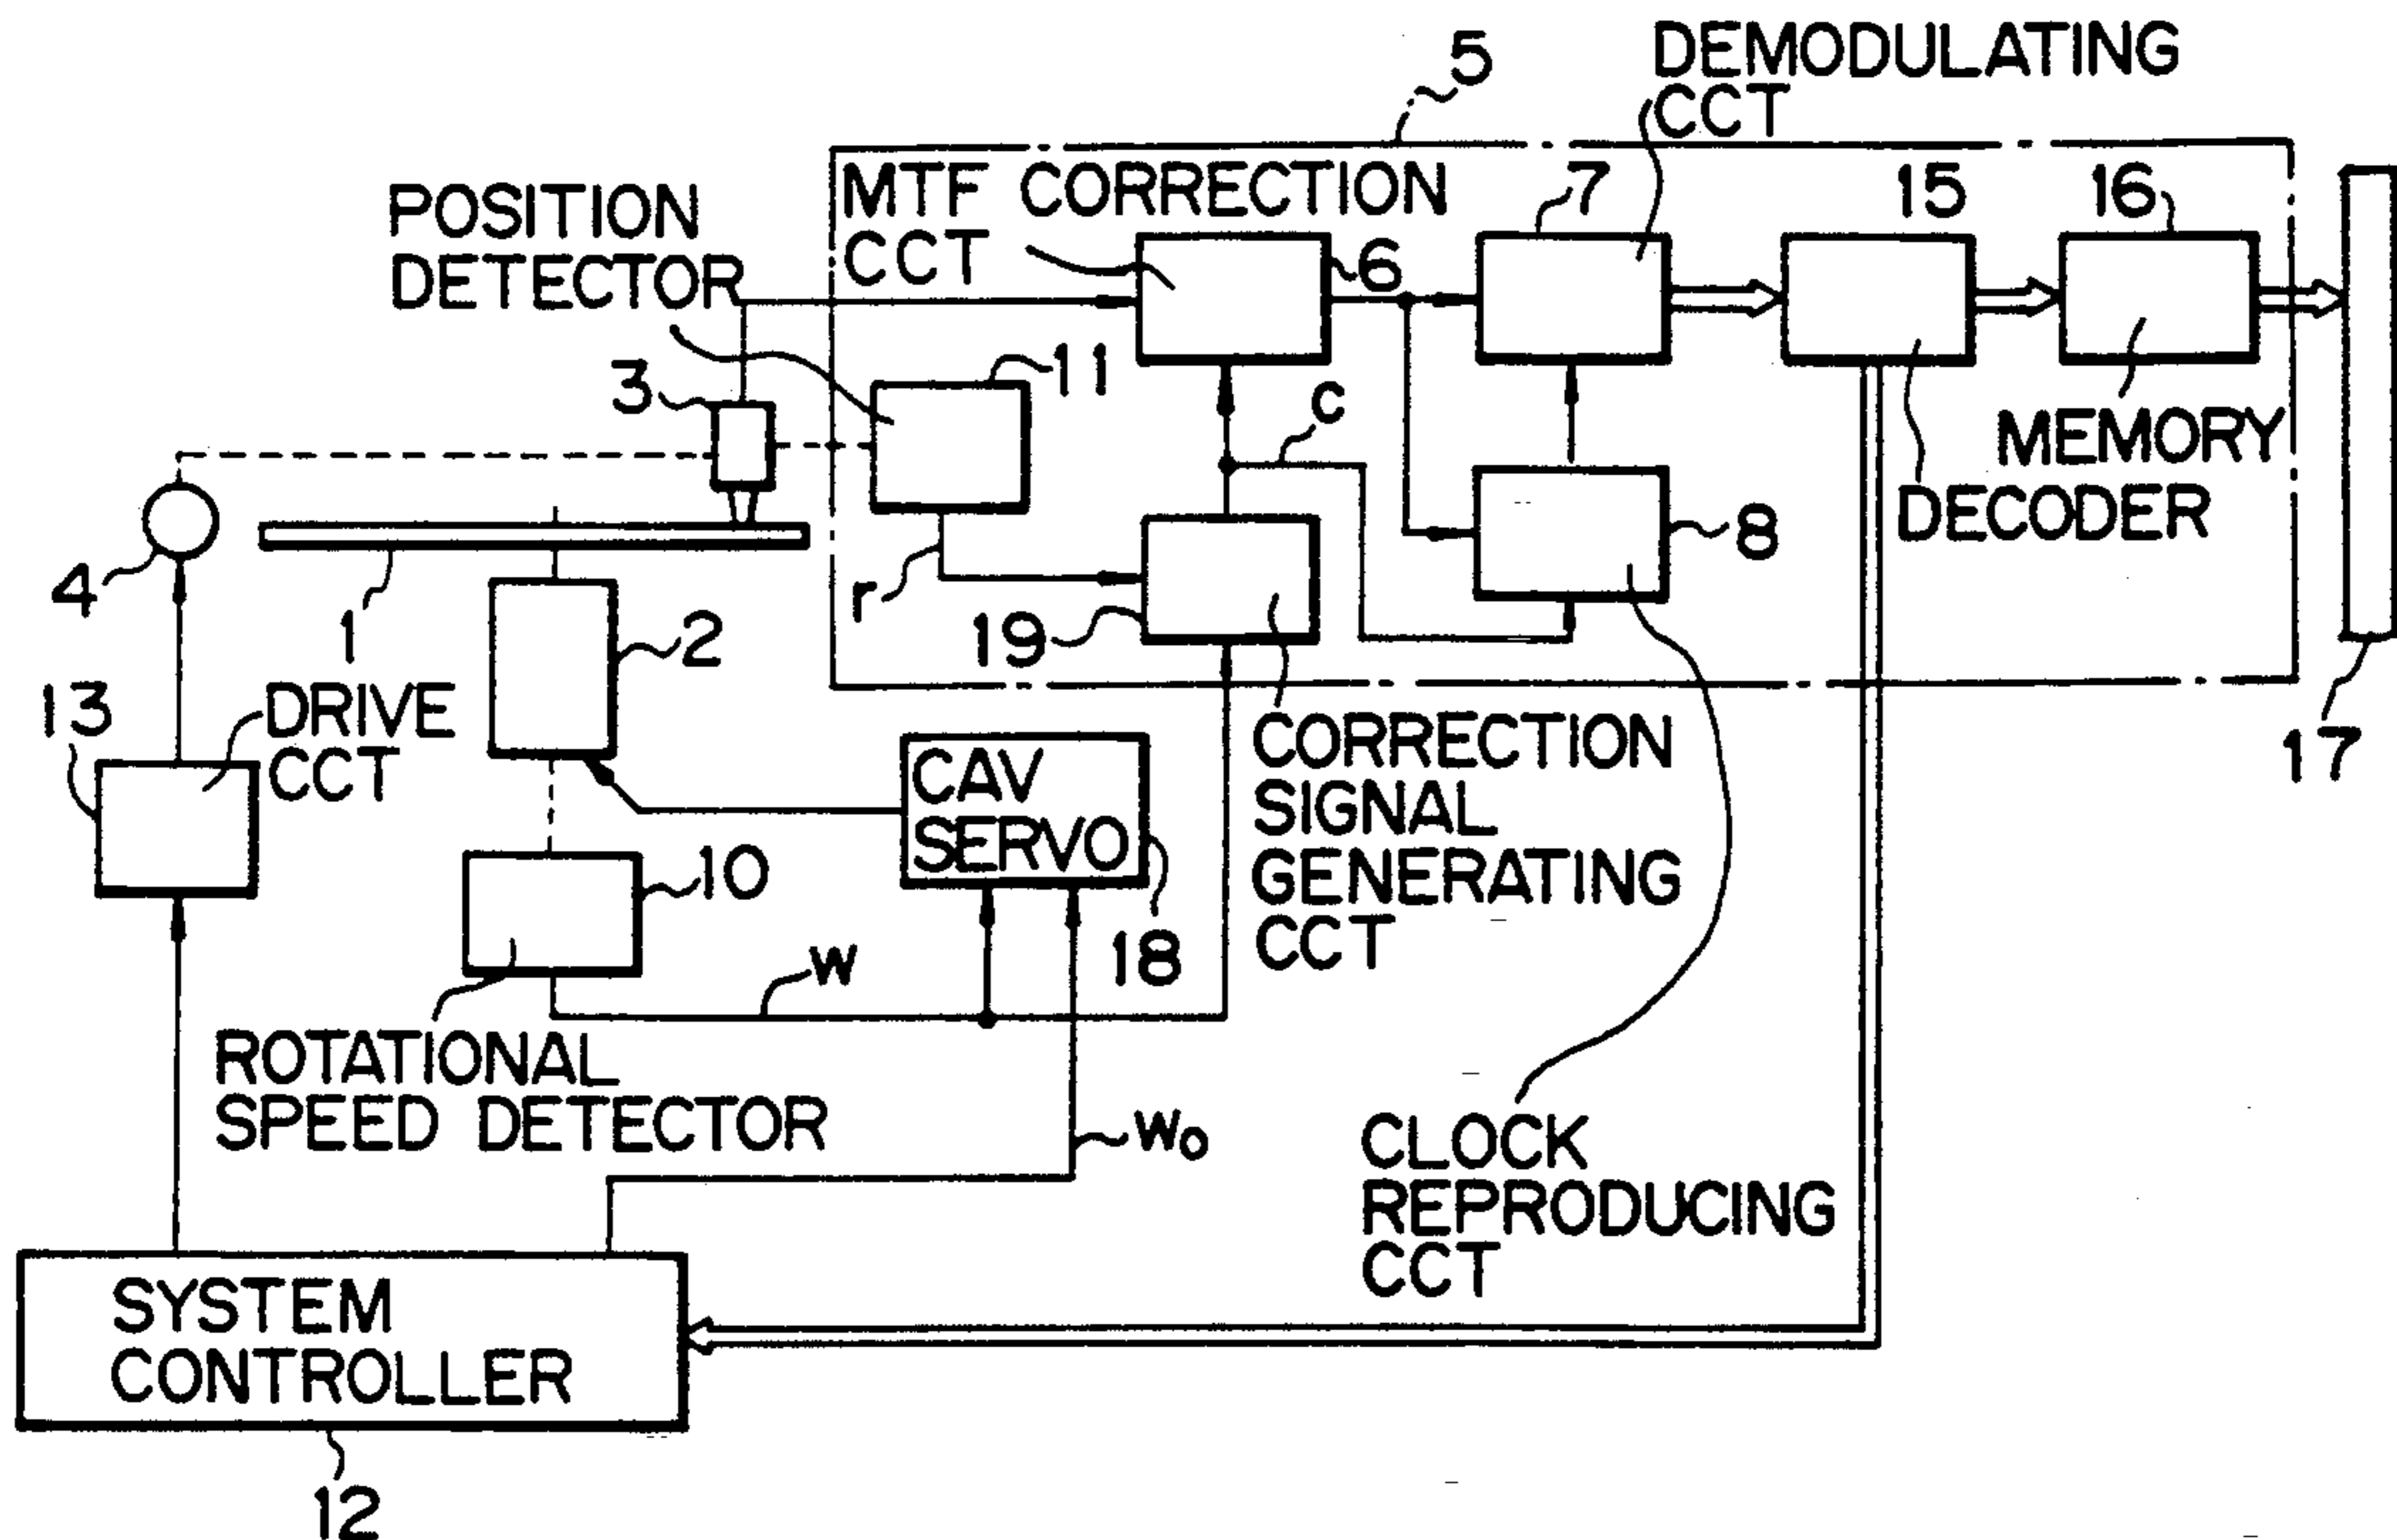 5
DEMODULATING
CCT
MTF CORRECTION
CCT
POSITION
DETECTOR
6
7
15
16
3
11
C
MEMORY
DECODER
8
4
1
r
19
2
17
13
DRIVE
CCT
CAV
SERVO
CORRECTION
SIGNAL
GENERATING
CCT
10
18
W
ROTATIONAL
SPEED DETECTOR
W0
CLOCK
REPRODUCING
CCT
SYSTEM
CONTROLLER
12